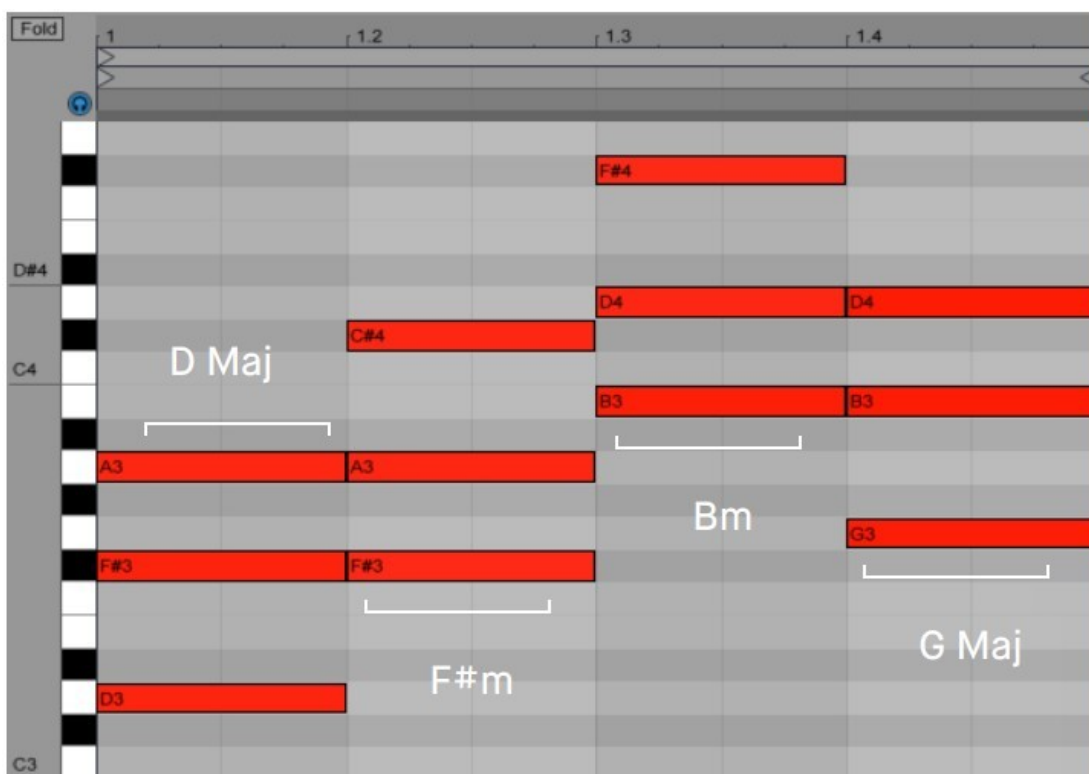 Fold
1 1.2 1.3 1.4
F#4
D#4
D4 D4
C#4
C4
D Maj
B3 B3
A3 A3
Bm
G3
F#3 F#3
G Maj
F#m
D3
C3